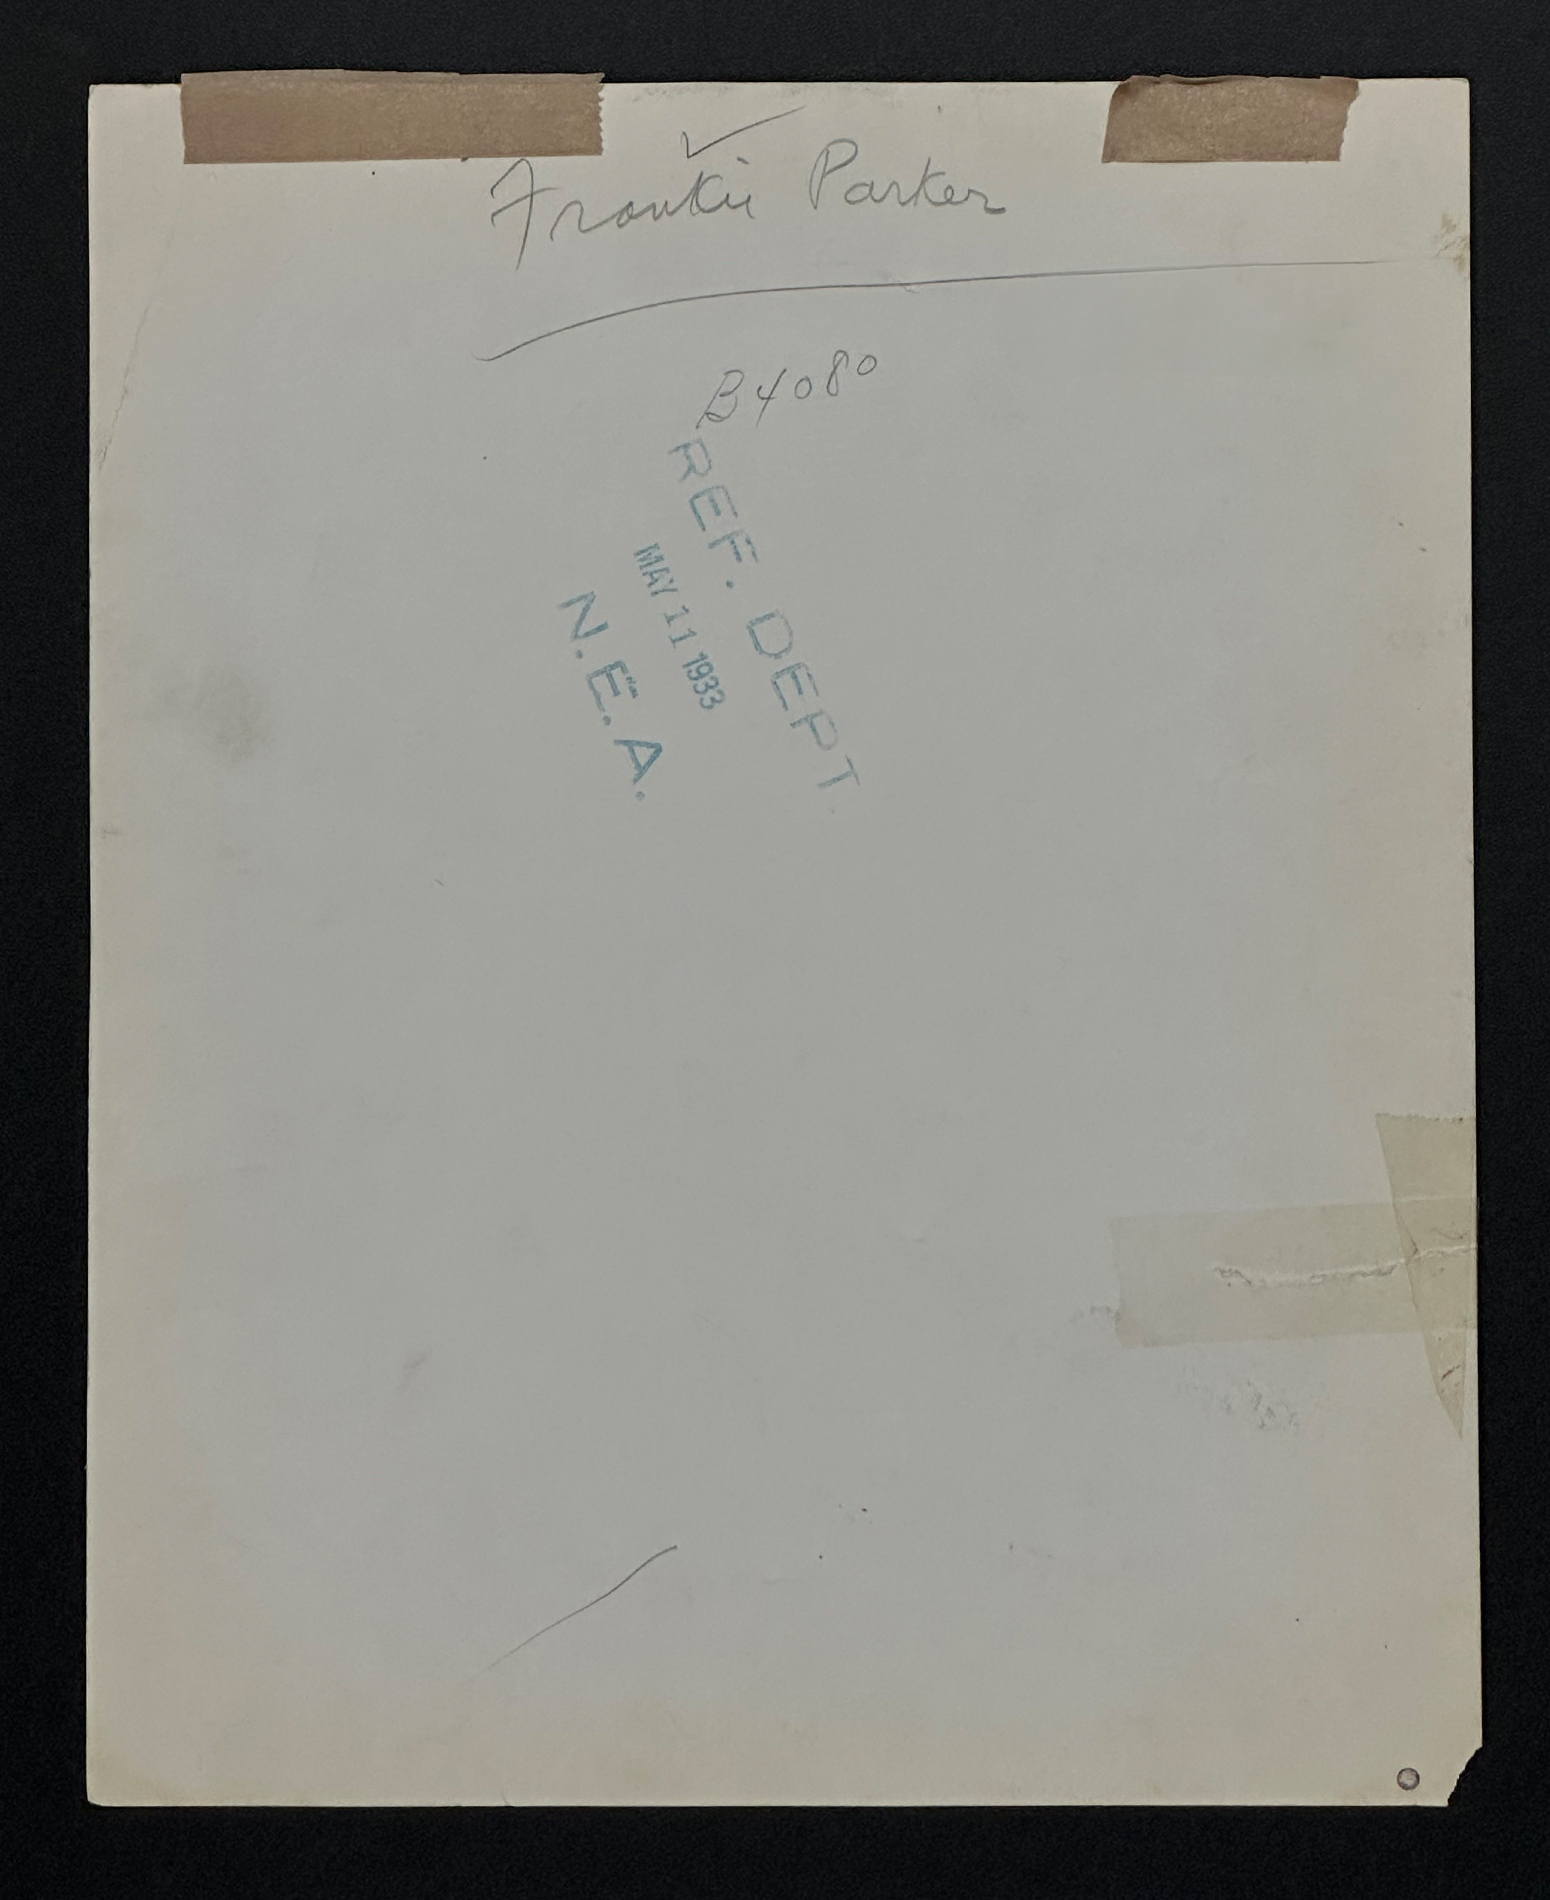 Frankie Parker
B4080
REF. DEPT.
MAY 11 1933
N.E.A.